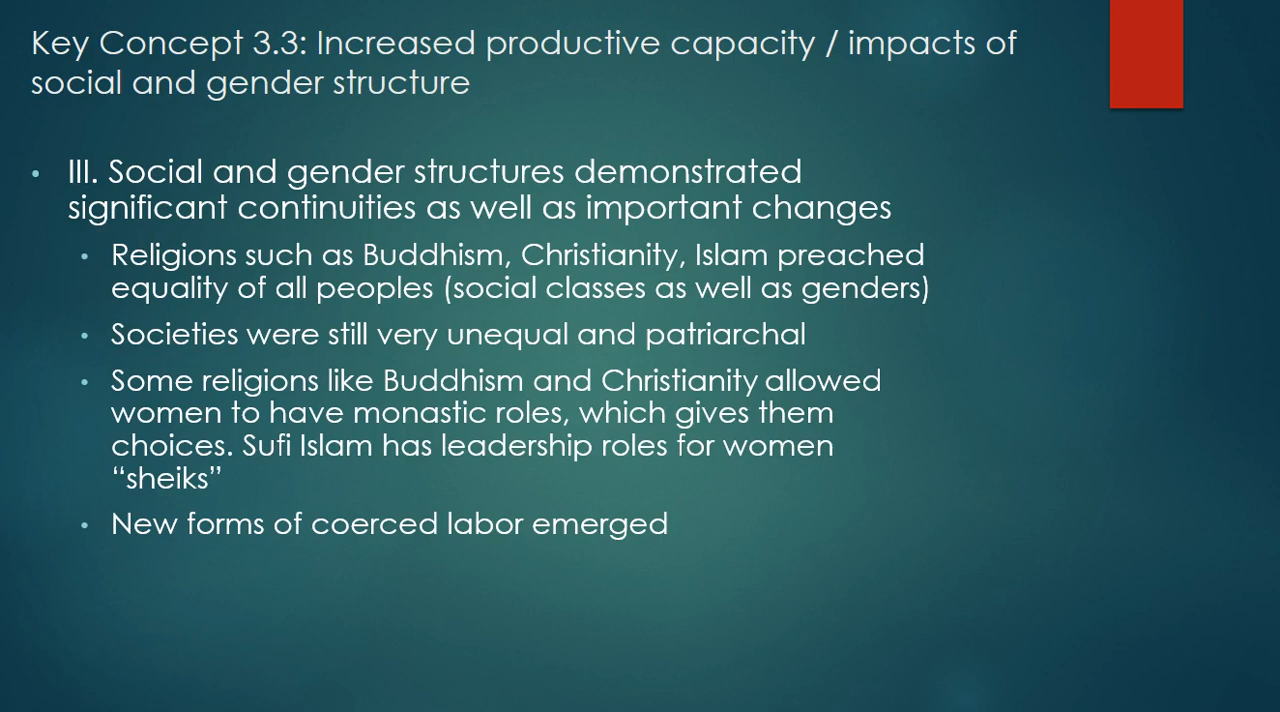 Key Concept 3.3: Increased productive capacity / impacts of
social and gender structure
• III. Social and gender structures demonstrated
significant continuities as well as important changes
• Religions such as Buddhism, Christianity, Islam preached
equality of all peoples (social classes as well as genders)
• Societies were still very unequal and patriarchal
• Some religions like Buddhism and Christianity allowed
women to have monastic roles, which gives them
choices. Sufi Islam has leadership roles for women
“sheiks”
• New forms of coerced labor emerged